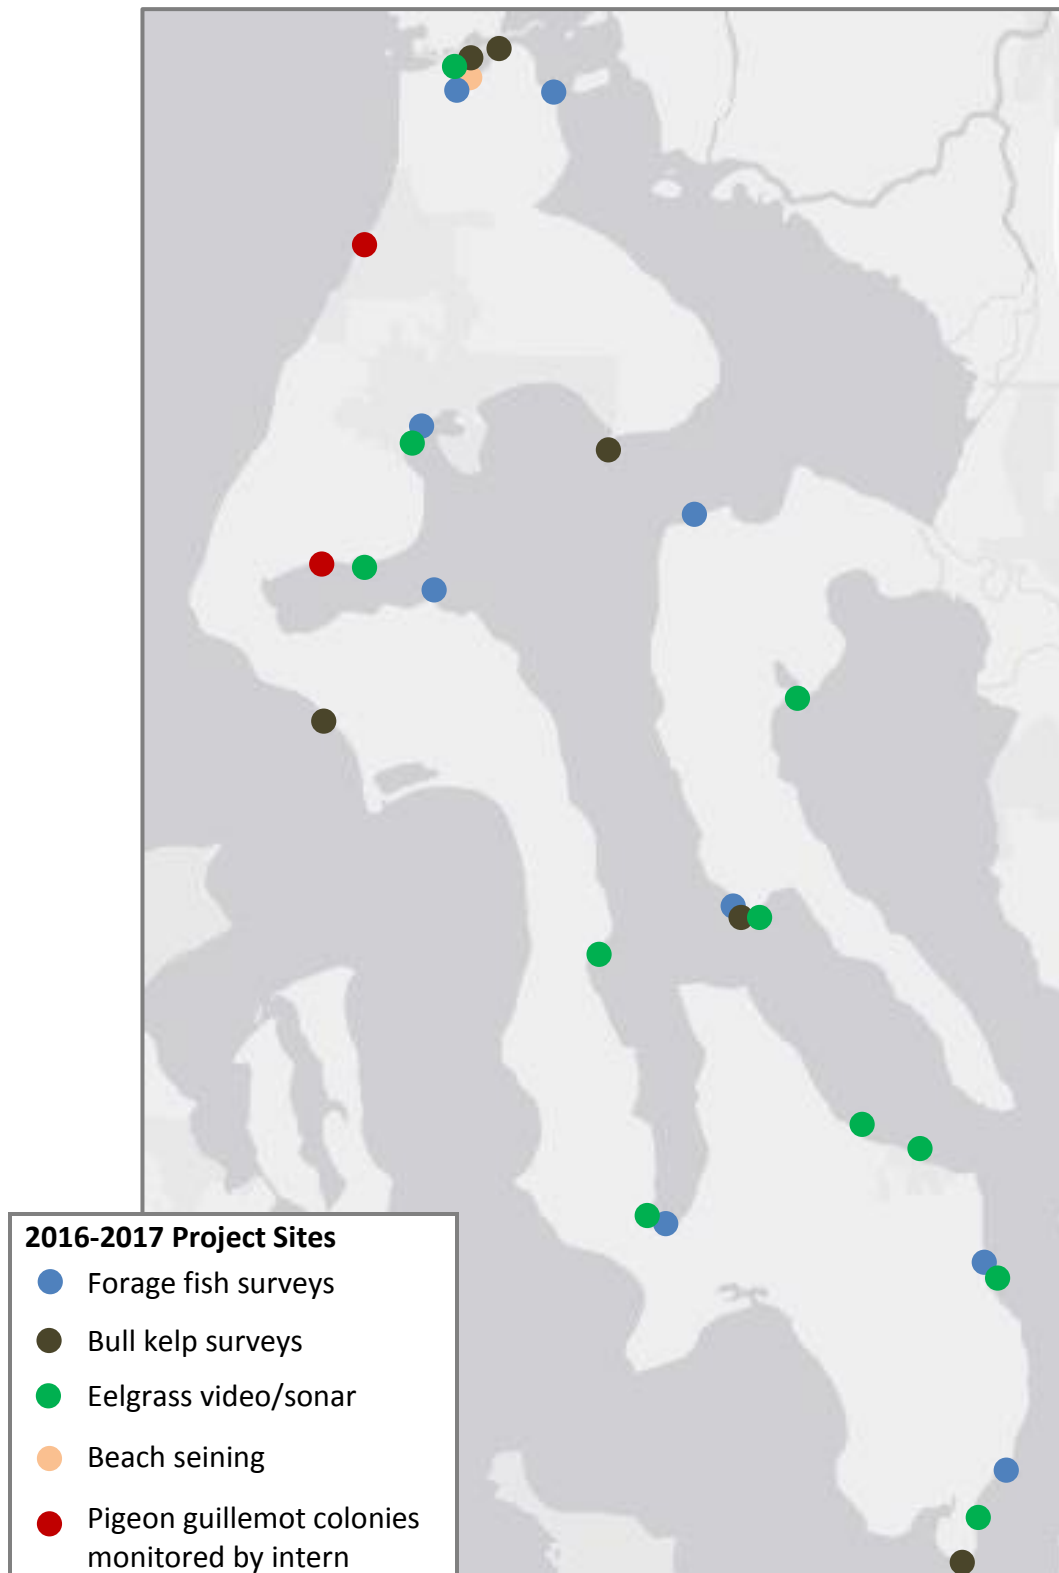 2016-2017 Project Sites
Forage fish surveys
Bull kelp surveys
Eelgrass video/sonar
Beach seining
Pigeon guillemot colonies
monitored by intern